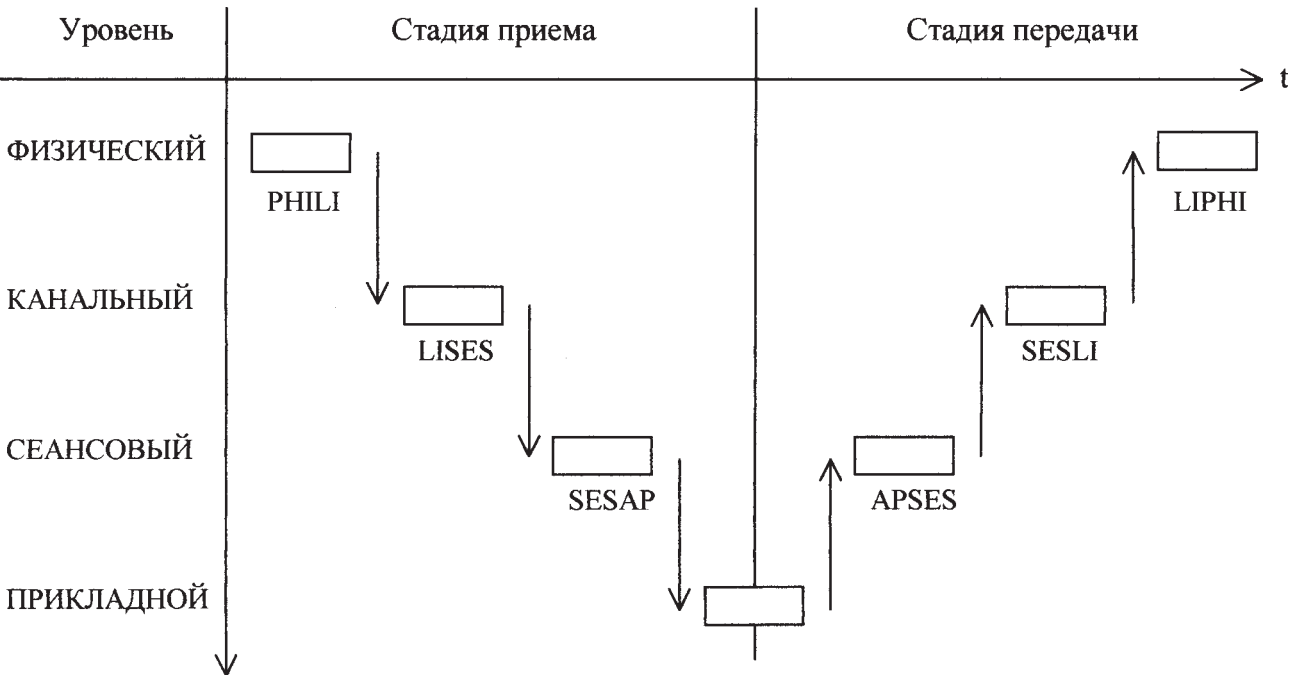 Уровень Стадия приема Стадия передачи
t
ФИЗИЧЕСКИЙ
PHILI LIPHI
КАНАЛЬНЫЙ
LISES SESLI
СЕАНСОВЫЙ
SESAP APSES
ПРИКЛАДНОЙ